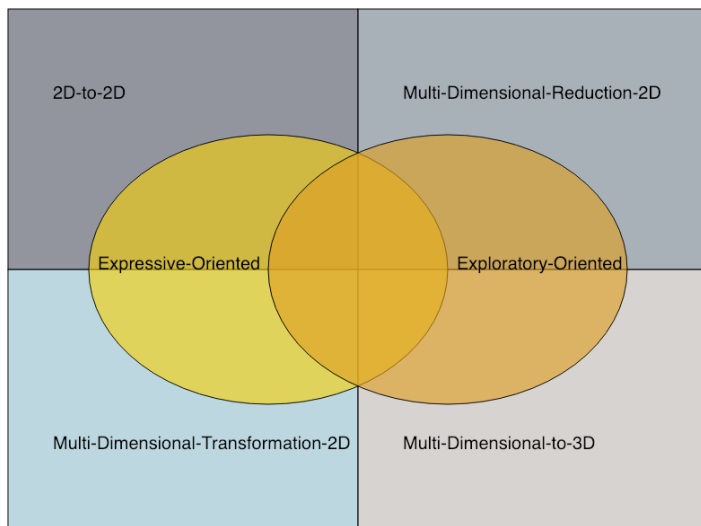 2D-to-2D
Multi-Dimensional-Reduction-2D
Expressive-Oriented
Exploratory-Oriented
Multi-Dimensional-Transformation-2D
Multi-Dimensional-to-3D